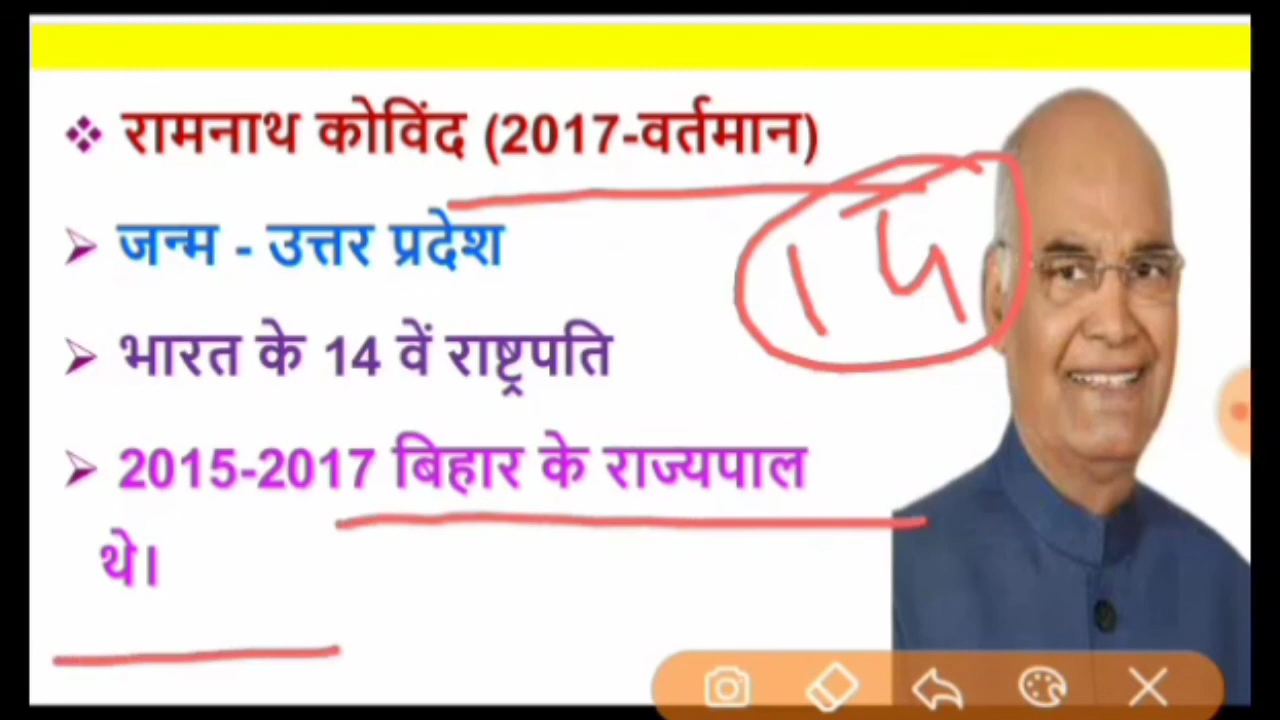 रामनाथ कोविंद (2017-वर्तमान)
जन्म - उत्तर प्रदेश
14
भारत के 14 वें राष्ट्रपति
2015-2017 बिहार के राज्यपाल
थे।